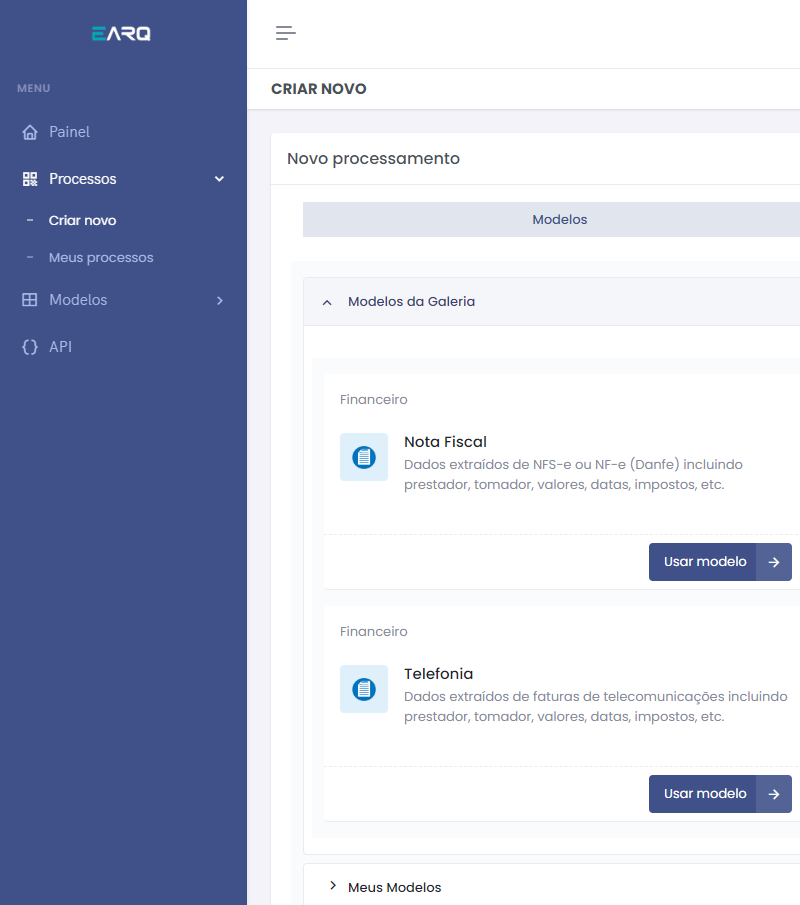 EARQ
MENU
Painel
Processos
Criar novo
Meus processos
Modelos
API
CRIAR NOVO
Novo processamento
Modelos
Modelos da Galeria
Financeiro
Nota Fiscal
Dados extraídos de NFS-e ou NF-e (Danfe) incluindo
prestador, tomador, valores, datas, impostos, etc.
Usar modelo
Financeiro
Telefonia
Dados extraídos de faturas de telecomunicações incluindo
prestador, tomador, valores, datas, impostos, etc.
Usar modelo
Meus Modelos